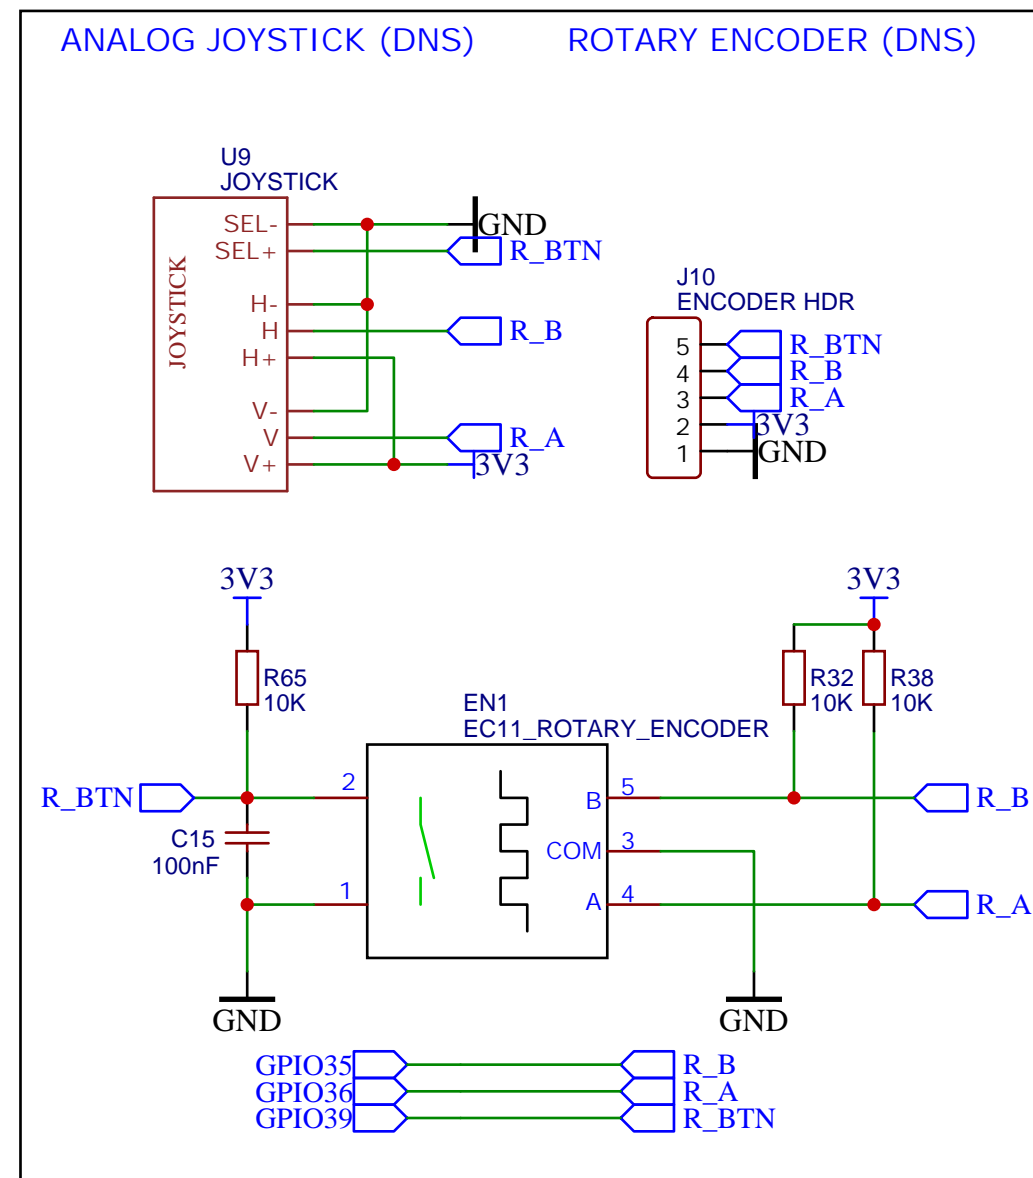 ANALOG JOYSTICK (DNS)
ROTARY ENCODER (DNS)
U9
JOYSTICK
JOYSTICK
SEL-
SEL+
H-
H
H+
V-
V
V+
GND
R_BTN
R_B
R_A
3V3
J10
ENCODER HDR
5
R_BTN
4
R_B
3
R_A
2
3V3
1
GND
3V3
R65
10K
R_BTN
C15
100nF
GND
EN1
EC11_ROTARY_ENCODER
2
1
B
5
COM
3
A
4
3V3
R32
10K
R38
10K
R_B
R_A
GND
GPIO35
R_B
GPIO36
R_A
GPIO39
R_BTN